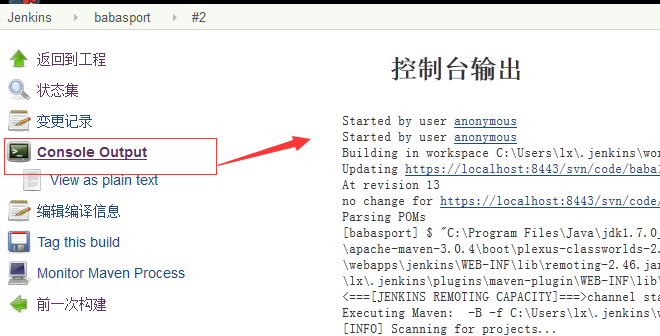 Jenkins babasport #2
返回到工程
状态集
变更记录
Console Output
View as plain text
编辑编译信息
Tag this build
Monitor Maven Process
前一次构建
控制台输出
Started by user anonymous
Started by user anonymous
Building in workspace C:\Users\lx\.jenkins\wor
Updating https://localhost:8443/svn/code/baba
At revision 13
no change for https://localhost:8443/svn/code/
Parsing POMs
[babasport] $ "C:\Program Files\Java\jdk1.7.0_
\apache-maven-3.0.4\boot\plexus-classworlds-2.
\webapps\jenkins\WEB-INF\lib\remoting-2.46.jar
\lx\.jenkins\plugins\maven-plugin\WEB-INF\lib\
<===[JENKINS REMOTING CAPACITY]===>channel sta
Executing Maven: -B -f C:\Users\lx\.jenkins\w
[INFO] Scanning for projects...